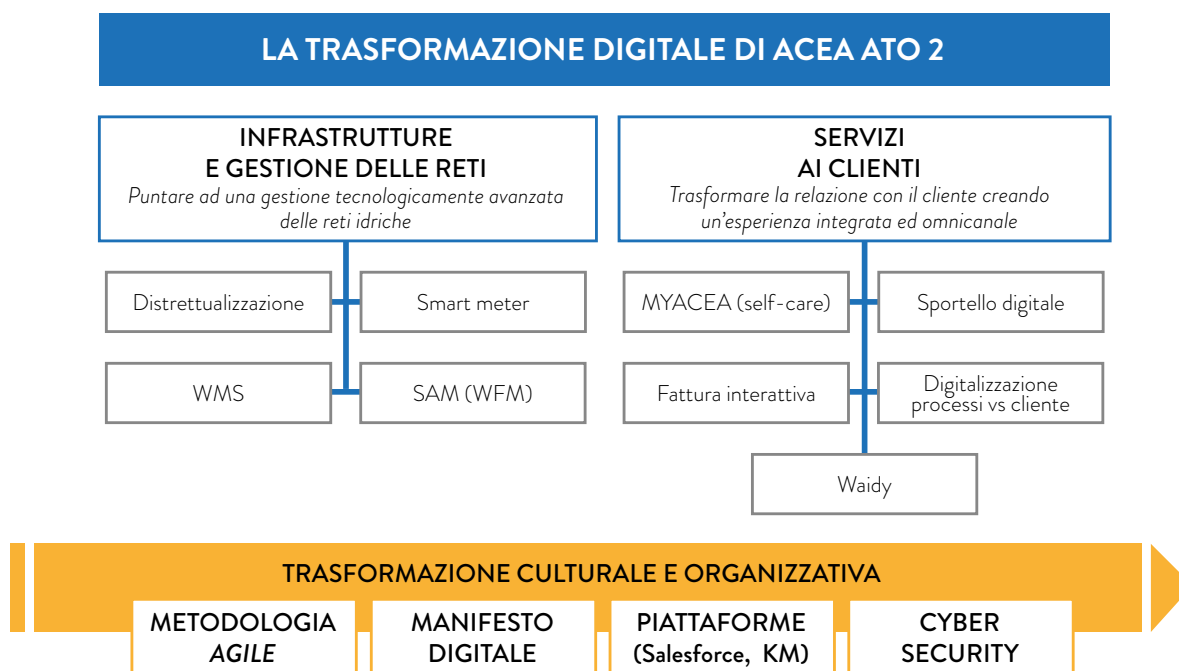 LA TRASFORMAZIONE DIGITALE DI ACEA ATO 2
INFRASTRUTTURE
E GESTIONE DELLE RETI
Puntare ad una gestione tecnologicamente avanzata
delle reti idriche
SERVIZI
AI CLIENTI
Trasformare la relazione con il cliente creando
un'esperienza integrata ed omnicanale
Distrettualizzazione
Smart meter
WMS
SAM (WFM)
MYACEA (self-care)
Sportello digitale
Fattura interattiva
Digitalizzazione
processi vs cliente
Waidy
TRASFORMAZIONE CULTURALE E ORGANIZZATIVA
METODOLOGIA
AGILE
MANIFESTO
DIGITALE
PIATTAFORME
(Salesforce, KM)
CYBER
SECURITY